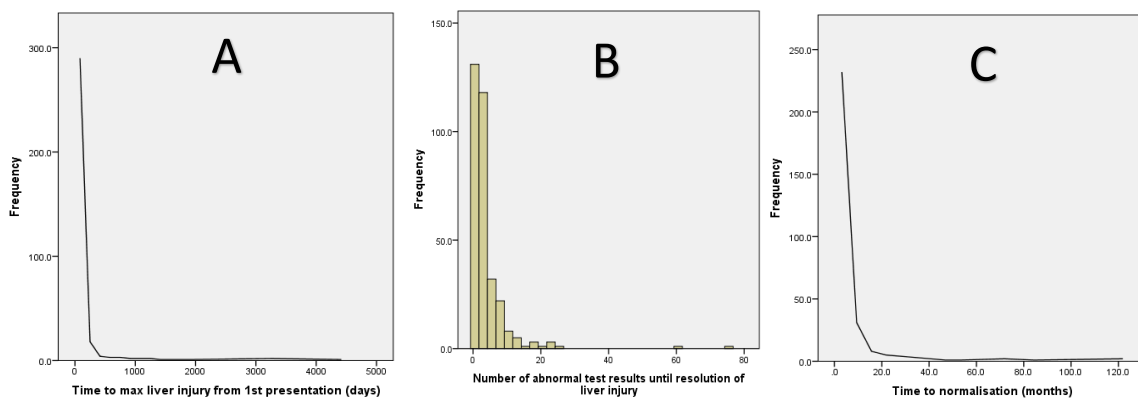 A
300.0
200.0
100.0
0.0
Frequency
0 1000 2000 3000 4000 5000
Time to max liver injury from 1st presentation (days)
B
150.0
100.0
50.0
0.0
Frequency
0 20 40 60 80
Number of abnormal test results until resolution of
liver injury
C
250.0
200.0
150.0
100.0
50.0
0.0
Frequency
.0 20.0 40.0 60.0 80.0 100.0 120.0
Time to normalisation (months)